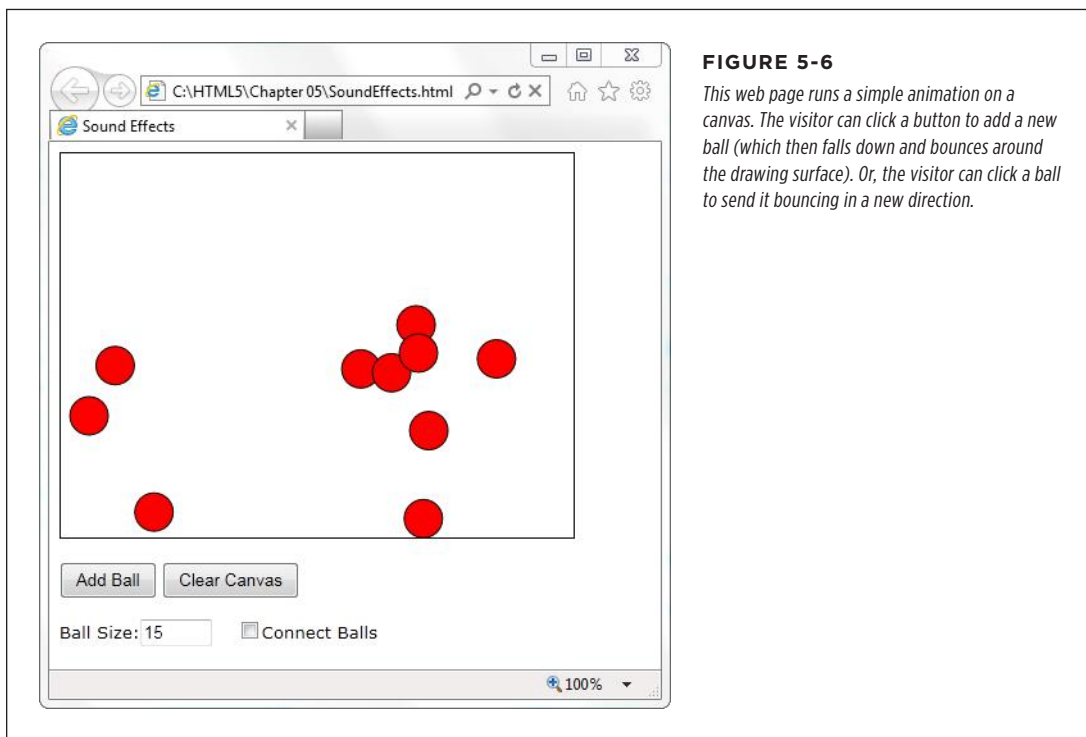 C:\HTML5\Chapter 05\SoundEffects.html
Sound Effects
Add Ball
Clear Canvas
Ball Size: 15
Connect Balls
100%
FIGURE 5-6
This web page runs a simple animation on a
canvas. The visitor can click a button to add a new
ball (which then falls down and bounces around
the drawing surface). Or, the visitor can click a ball
to send it bouncing in a new direction.